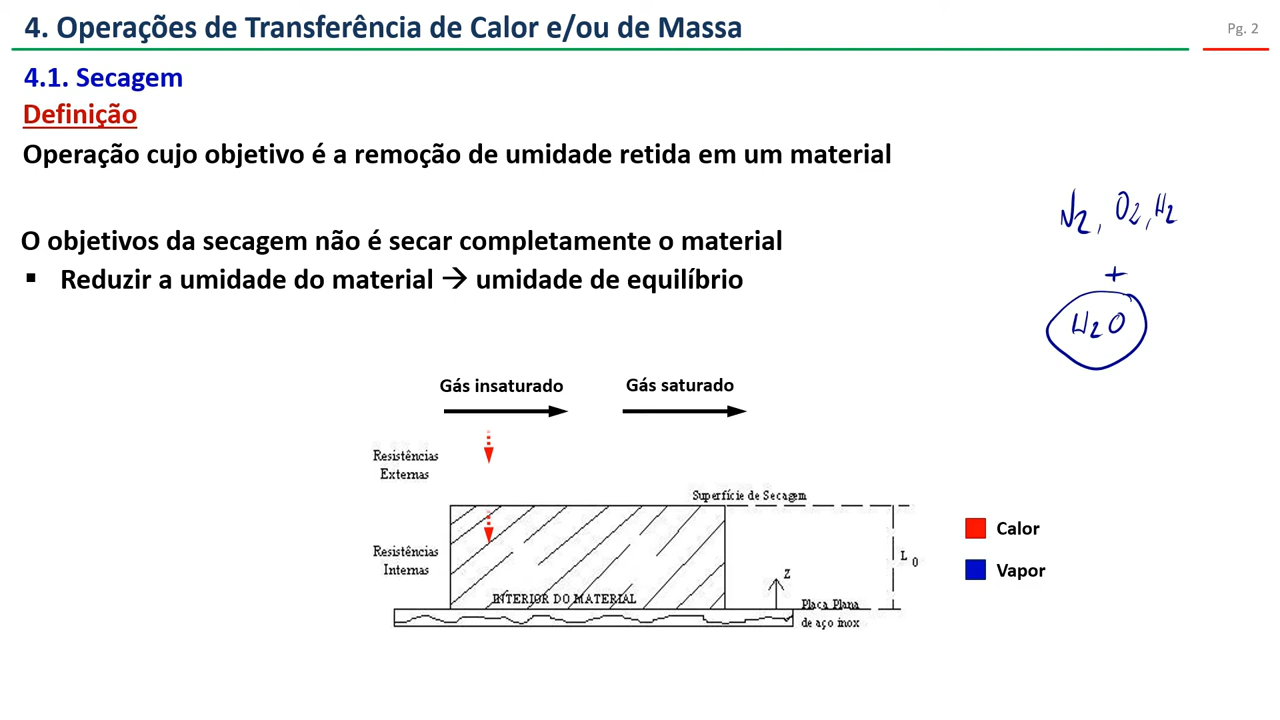 4. Operações de Transferência de Calor e/ou de Massa
Pg. 2
4.1. Secagem
Definição
Operação cujo objetivo é a remoção de umidade retida em um material
O objetivos da secagem não é secar completamente o material
▪ Reduzir a umidade do material → umidade de equilíbrio
N2, O2, H2
+
H2O
Gás insaturado
Gás saturado
Resistências
Externas
Superfície de Secagem
Resistências
Internas
INTERIOR DO MATERIAL
Z
L0
Placa Plana
de aço inox
Calor
Vapor